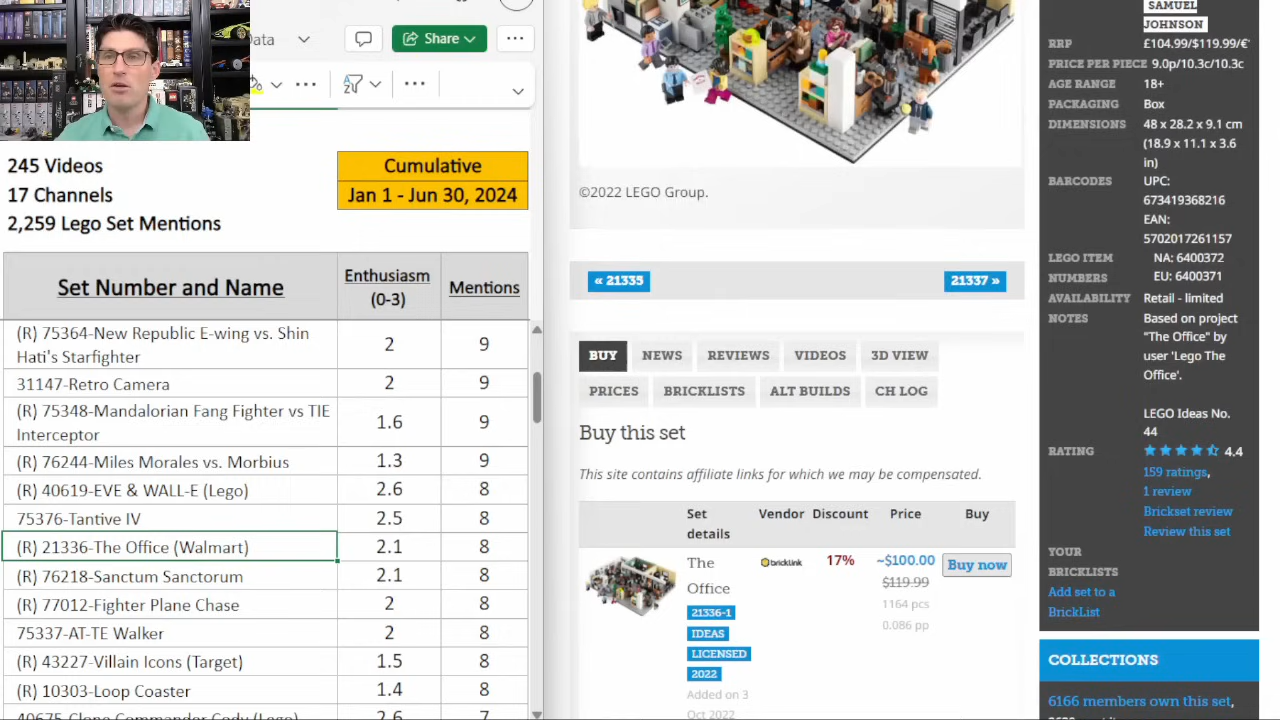 ata
Share
245 Videos
17 Channels
2,259 Lego Set Mentions
Cumulative
Jan 1 - Jun 30, 2024
Set Number and Name
Enthusiasm
(0-3)
Mentions
(R) 75364-New Republic E-wing vs. Shin
Hati's Starfighter
2
9
31147-Retro Camera
2
9
(R) 75348-Mandalorian Fang Fighter vs TIE
Interceptor
1.6
9
(R) 76244-Miles Morales vs. Morbius
1.3
9
(R) 40619-EVE & WALL-E (Lego)
2.6
8
75376-Tantive IV
2.5
8
(R) 21336-The Office (Walmart)
2.1
8
(R) 76218-Sanctum Sanctorum
2.1
8
(R) 77012-Fighter Plane Chase
2
8
75337-AT-TE Walker
2
8
(R) 43227-Villain Icons (Target)
1.5
8
(R) 10303-Loop Coaster
1.4
8
40675-Clone Commander Cody (Lego)
2.6
7
©2022 LEGO Group.
« 21335
21337 »
BUY
NEWS
REVIEWS
VIDEOS
3D VIEW
PRICES
BRICKLISTS
ALT BUILDS
CH LOG
Buy this set
This site contains affiliate links for which we may be compensated.
Set
details
Vendor
Discount
Price
Buy
The
Office
21336-1
IDEAS
LICENSED
2022
Added on 3
Oct 2022
bricklink
17%
~$100.00
$119.99
1164 pcs
0.086 pp
Buy now
SAMUEL
JOHNSON
RRP
£104.99/$119.99/€
PRICE PER PIECE
9.0p/10.3c/10.3c
AGE RANGE
18+
PACKAGING
Box
DIMENSIONS
48 x 28.2 x 9.1 cm
(18.9 x 11.1 x 3.6
in)
BARCODES
UPC:
673419368216
EAN:
5702017261157
LEGO ITEM
NUMBERS
NA: 6400372
EU: 6400371
AVAILABILITY
Retail - limited
NOTES
Based on project
"The Office" by
user 'Lego The
Office'.
LEGO Ideas No.
44
RATING
4.4
159 ratings,
1 review
Brickset review
Review this set
YOUR
BRICKLISTS
Add set to a
BrickList
COLLECTIONS
6166 members own this set,